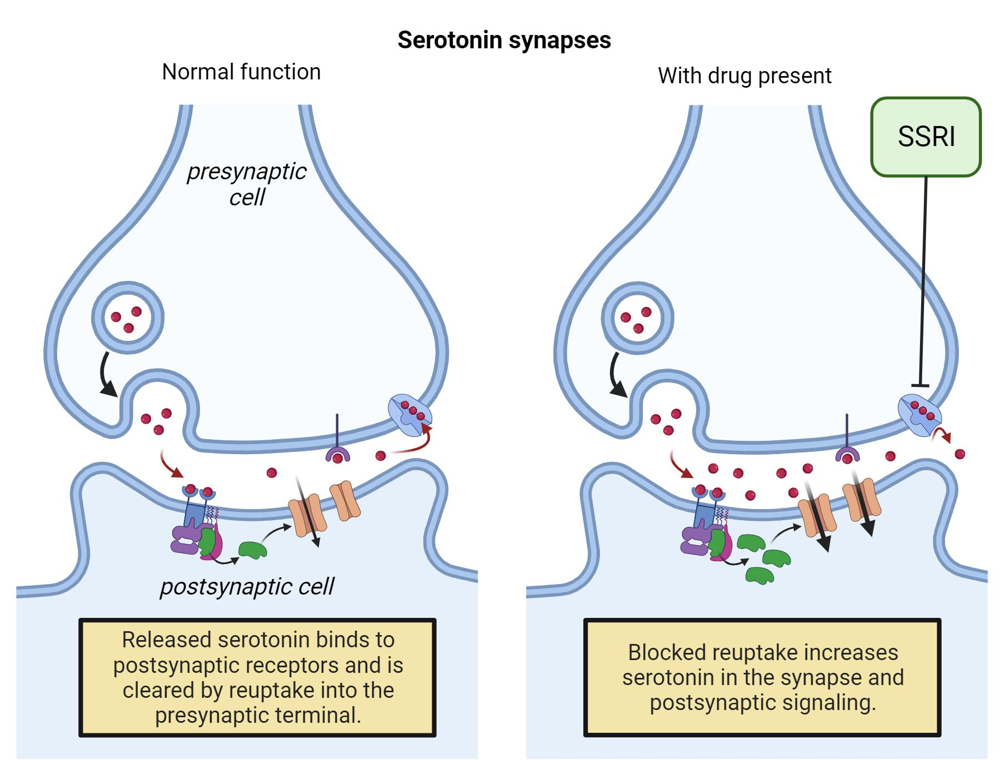 Serotonin synapses
Normal function
presynaptic
cell
postsynaptic cell
Released serotonin binds to
postsynaptic receptors and is
cleared by reuptake into the
presynaptic terminal.
With drug present
SSRI
Blocked reuptake increases
serotonin in the synapse and
postsynaptic signaling.